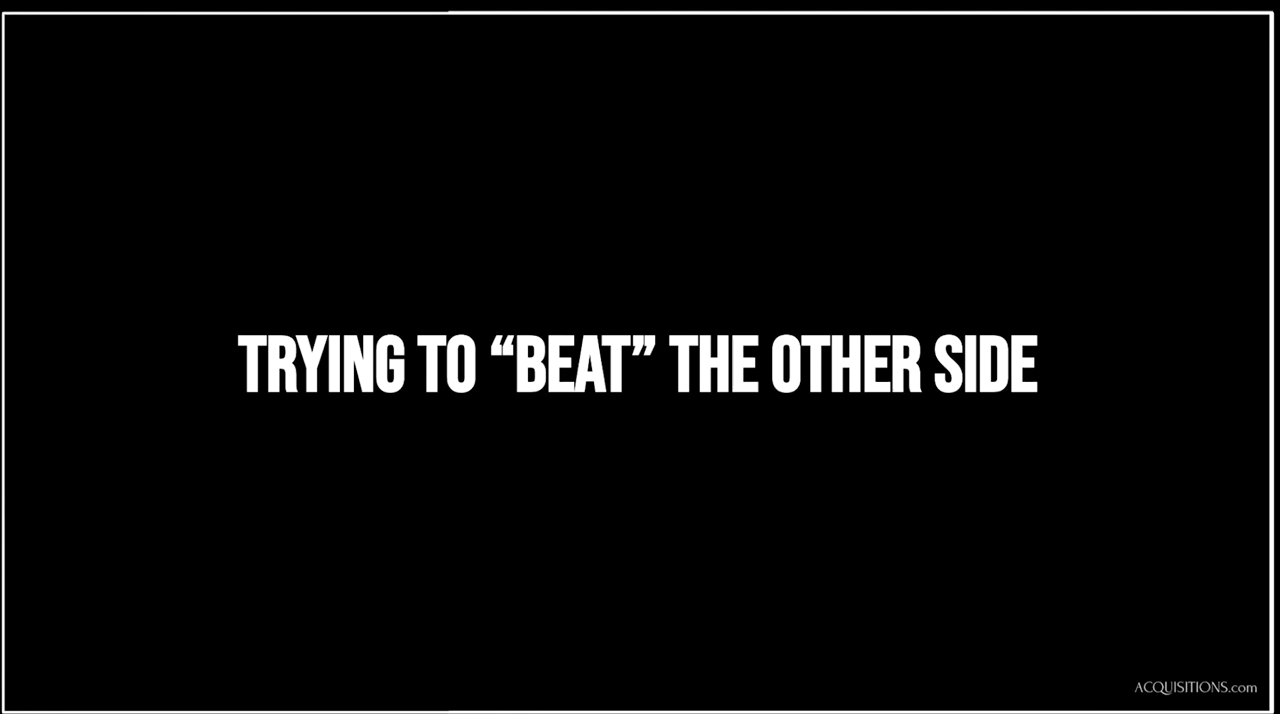 TRYING TO “BEAT” THE OTHER SIDE
ACQUISITIONS.com